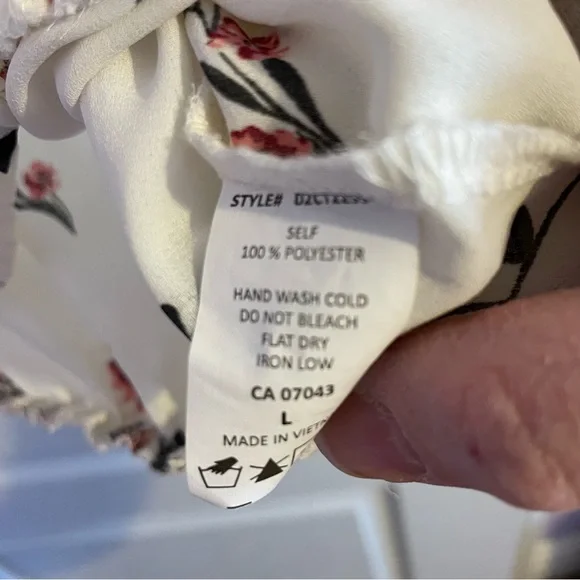 STYLE#
SELF
100 % POLYESTER
HAND WASH COLD
DO NOT BLEACH
FLAT DRY
IRON LOW
CA 07043
L
MADE IN